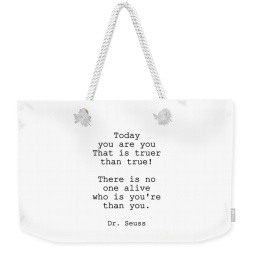 Today
you are you
That is truer
than true!
There is no
one alive
who is you're
than you.
Dr. Seuss